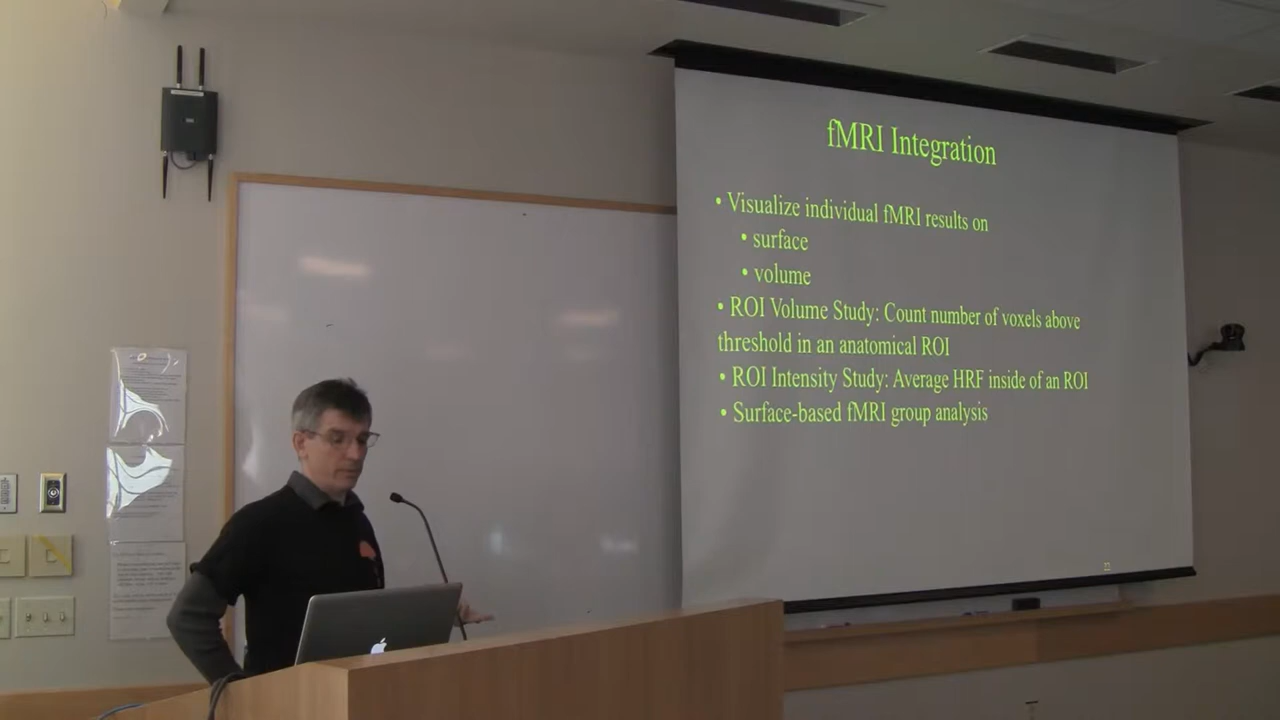 fMRI Integration
• Visualize individual fMRI results on
• surface
• volume
• ROI Volume Study: Count number of voxels above
threshold in an anatomical ROI
• ROI Intensity Study: Average HRF inside of an ROI
• Surface-based fMRI group analysis